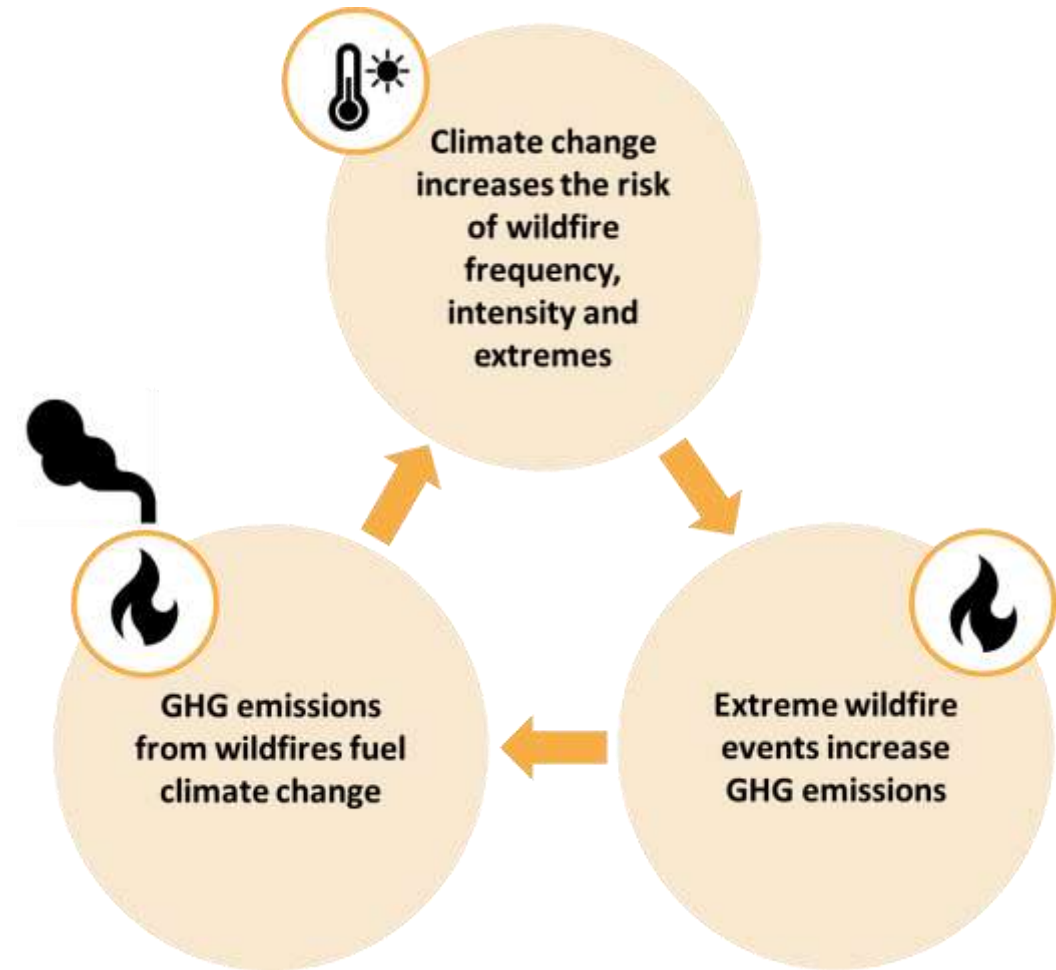 Climate change
increases the risk
of wildfire
frequency,
intensity and
extremes
GHG emissions
from wildfires fuel
climate change
Extreme wildfire
events increase
GHG emissions